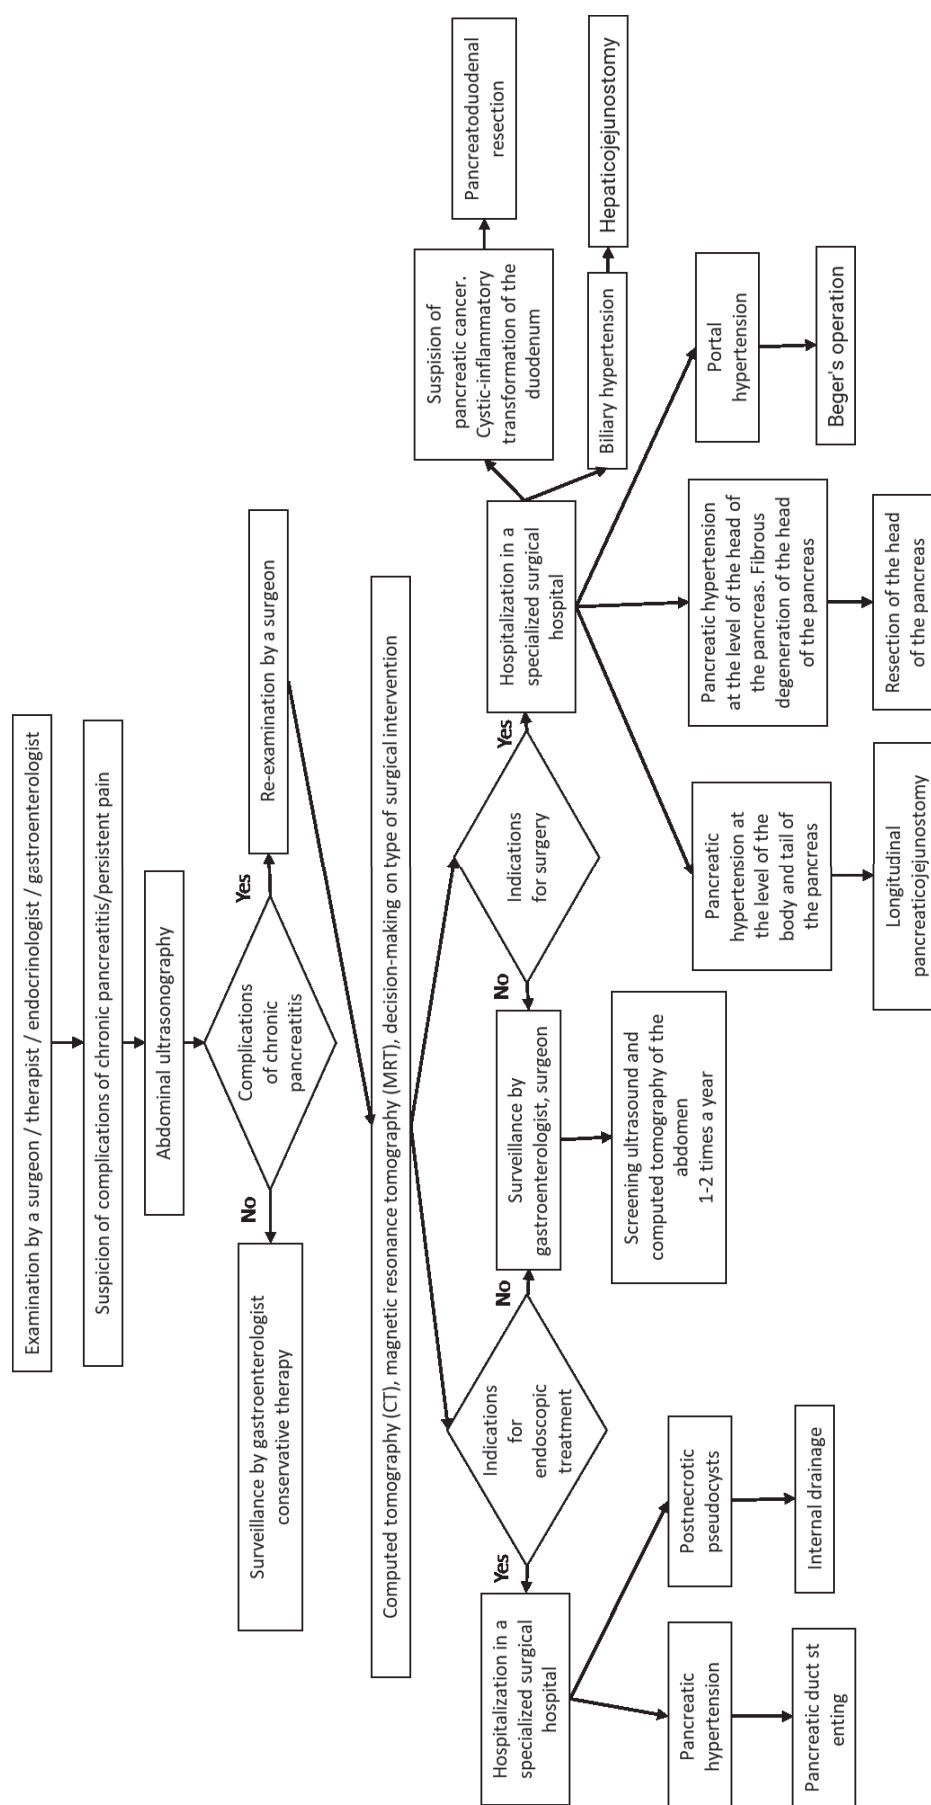 Examination by a surgeon / therapist / endocrinologist / gastroenterologist
Suspicion of complications of chronic pancreatitis/persistent pain
Abdominal ultrasonography
Complications
of chronic
pancreatitis
No
Yes
Surveillance by gastroenterologist
conservative therapy
Re-examination by a surgeon
Computed tomography (CT), magnetic resonance tomography (MRT), decision-making on type of surgical intervention
Indications
for
endoscopic
treatment
Yes
No
Indications
for surgery
No
Yes
Hospitalization in a
specialized surgical
hospital
Surveillance by
gastroenterologist, surgeon
Hospitalization in a
specialized surgical
hospital
Suspision of
pancreatic cancer.
Cystic-inflammatory
transformation of the
duodenum
Pancreatoduodenal
resection
Biliary hypertension
Hepaticojejunostomy
Screening ultrasound and
computed tomography of the
abdomen
1-2 times a year
Pancreatic
hypertension
Postnecrotic
pseudocysts
Pancreatic
hypertension at
the level of the
body and tail of
the pancreas
Pancreatic hypertension
at the level of the head of
the pancreas. Fibrous
degeneration of the head
of the pancreas
Portal
hypertension
Pancreatic duct st
enting
Internal drainage
Longitudinal
pancreaticojejunostomy
Resection of the head
of the pancreas
Beger's operation